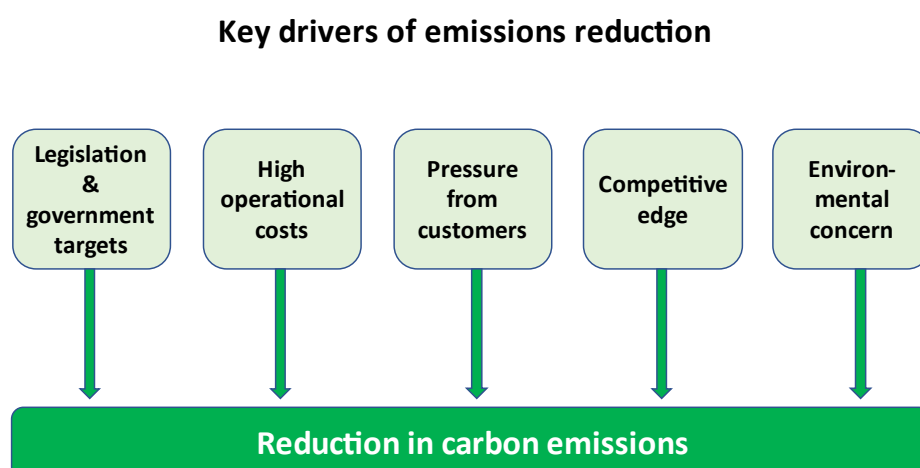 Key drivers of emissions reduction
Legislation
&
government
targets
High
operational
costs
Pressure
from
customers
Competitive
edge
Environ-
mental
concern
Reduction in carbon emissions